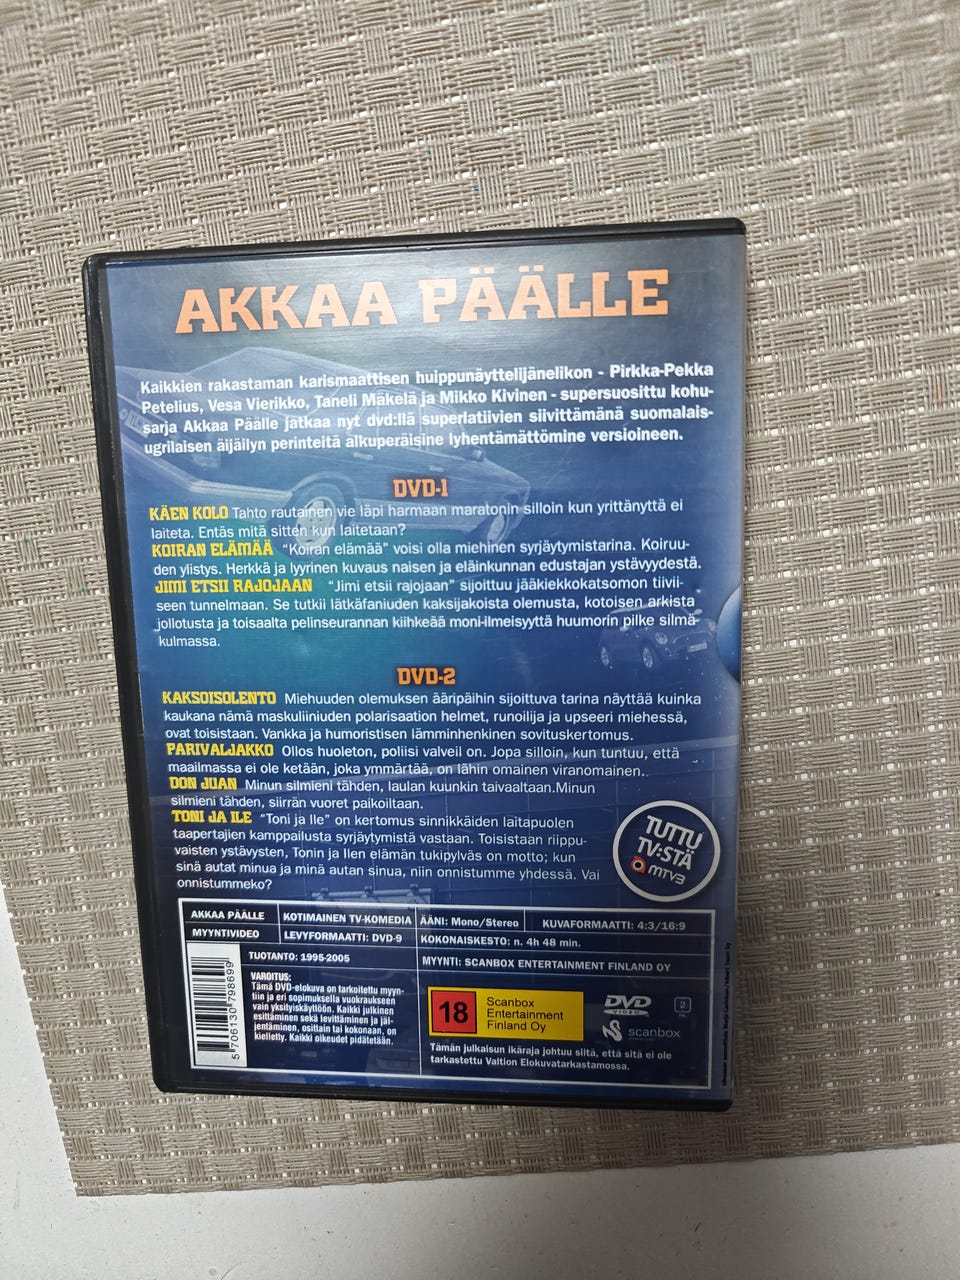 AKKAA PÄÄLLE
Kaikkien rakastaman karismaattisen huippunäyttelijänelikon - Pirkka-Pekka
Petelius, Vesa Vierikko, Taneli Mäkelä ja Mikko Kivinen - supersuosittu kohu-
sarja Akkaa Päälle jatkaa nyt dvd:llä superlatiivien siivittämänä suomalais-
ugrilaisen äijäilyn perinteitä alkuperäisine lyhentämättömine versioineen.
DVD-1
KÄEN KOLO Tahto rautainen vie läpi harmaan maratonin silloin kun yrittänyttä ei
laiteta. Entäs mitä sitten kun laitetaan?
KOIRAN ELÄMÄÄ "Koiran elämää" voisi olla miehinen syrjäytymistarina. Koiruu-
den ylistys. Herkkä ja lyyrinen kuvaus naisen ja eläinkunnan edustajan ystävyydestä.
JIMI ETSII RAJOJAAN "Jimi etsii rajojaan" sijoittuu jääkiekkokatsomon tiivii-
seen tunnelmaan. Se tutkii lätkäfaniuden kaksijakoista olemusta, kotoisen arkista
jollotusta ja toisaalta pelinseurannan kiihkeää moni-ilmeisyyttä huumorin pilke silmä-
kulmassa.
DVD-2
KAKSOISOLENTO Miehuuden olemuksen ääripäihin sijoittuva tarina näyttää kuinka
kaukana nämä maskuliiniuden polarisaation helmet, runoilija ja upseeri miehessä,
ovat toisistaan. Vankka ja humoristisen lämminhenkinen sovituskertomus.
PARIVALJAKKO Ollos huoleton, poliisi valveil on. Jopa silloin, kun tuntuu, että
maailmassa ei ole ketään, joka ymmärtää, on lähin omainen viranomainen..
DON JUAN Minun silmieni tähden, laulan kuunkin taivaaltaan.Minun
silmieni tähden, siirrän vuoret paikoiltaan.
TONI JA ILE "Toni ja Ile" on kertomus sinnikkäiden laitapuolen
taapertajien kamppailusta syrjäytymistä vastaan. Toisistaan riippu-
vaisten ystävysten, Tonin ja Ilen elämän tukipylväs on motto; kun
sinä autat minua ja minä autan sinua, niin onnistumme yhdessä. Vai
onnistummeko?
TUTTU
TV:STÄ
MTV3
AKKAA PÄÄLLE KOTIMAINEN TV-KOMEDIA ÄÄNI: Mono/Stereo KUVAFORMAATTI: 4:3/16:9
MYYNTIVIDEO LEVYFORMAATTI: DVD-9 KOKONAISKESTO: n. 4h 48 min.
TUOTANTO: 1995-2005 MYYNTI: SCANBOX ENTERTAINMENT FINLAND OY
VAROITUS:
Tämä DVD-elokuva on tarkoitettu myyn-
tiin ja eri sopimuksella vuokraukseen
vain yksityiskäyttöön. Kaikki julkinen
esittäminen sekä levittäminen ja jäl-
jentäminen, osittain tai kokonaan, on
kielletty. Kaikki oikeudet pidätetään.
5 706130 798699
18
Scanbox
Entertainment
Finland Oy
DVD
VIDEO
2
scanbox
Tämän julkaisun ikäraja johtuu siitä, että sitä ei ole
tarkastettu Valtion Elokuvatarkastamossa.